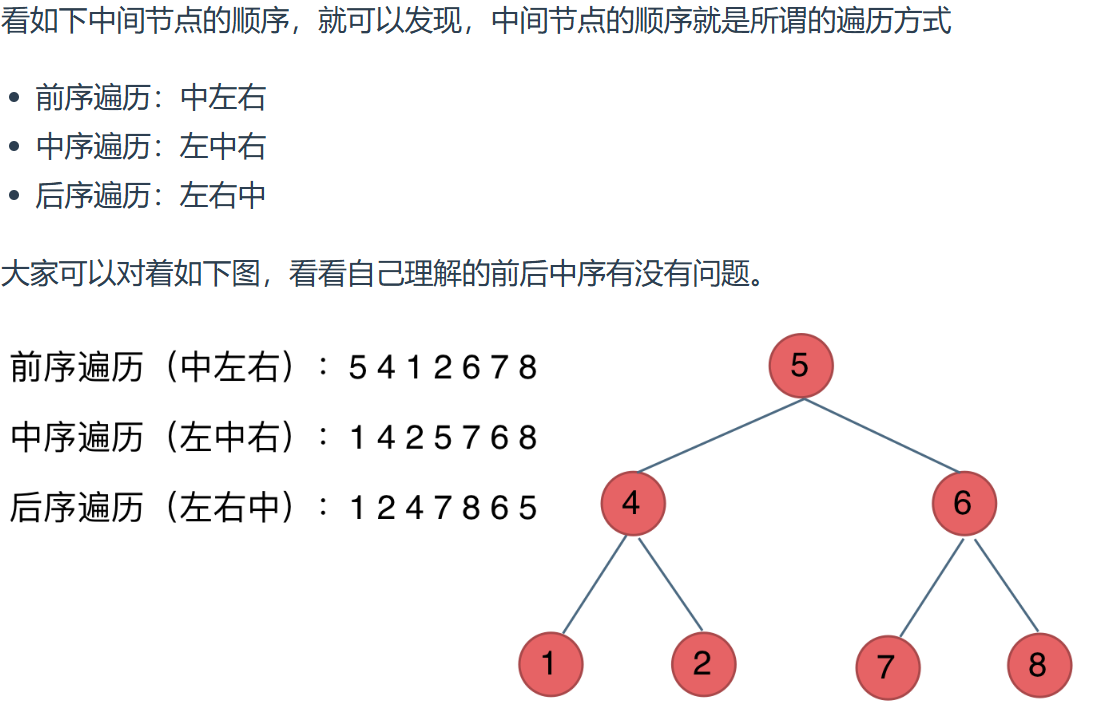 看如下中间节点的顺序，就可以发现，中间节点的顺序就是所谓的遍历方式
• 前序遍历：中左右
• 中序遍历：左中右
• 后序遍历：左右中
大家可以对着如下图，看看自己理解的前后中序有没有问题。
前序遍历（中左右）：5 4 1 2 6 7 8
中序遍历（左中右）：1 4 2 5 7 6 8
后序遍历（左右中）：1 2 4 7 8 6 5
5
4
6
1
2
7
8